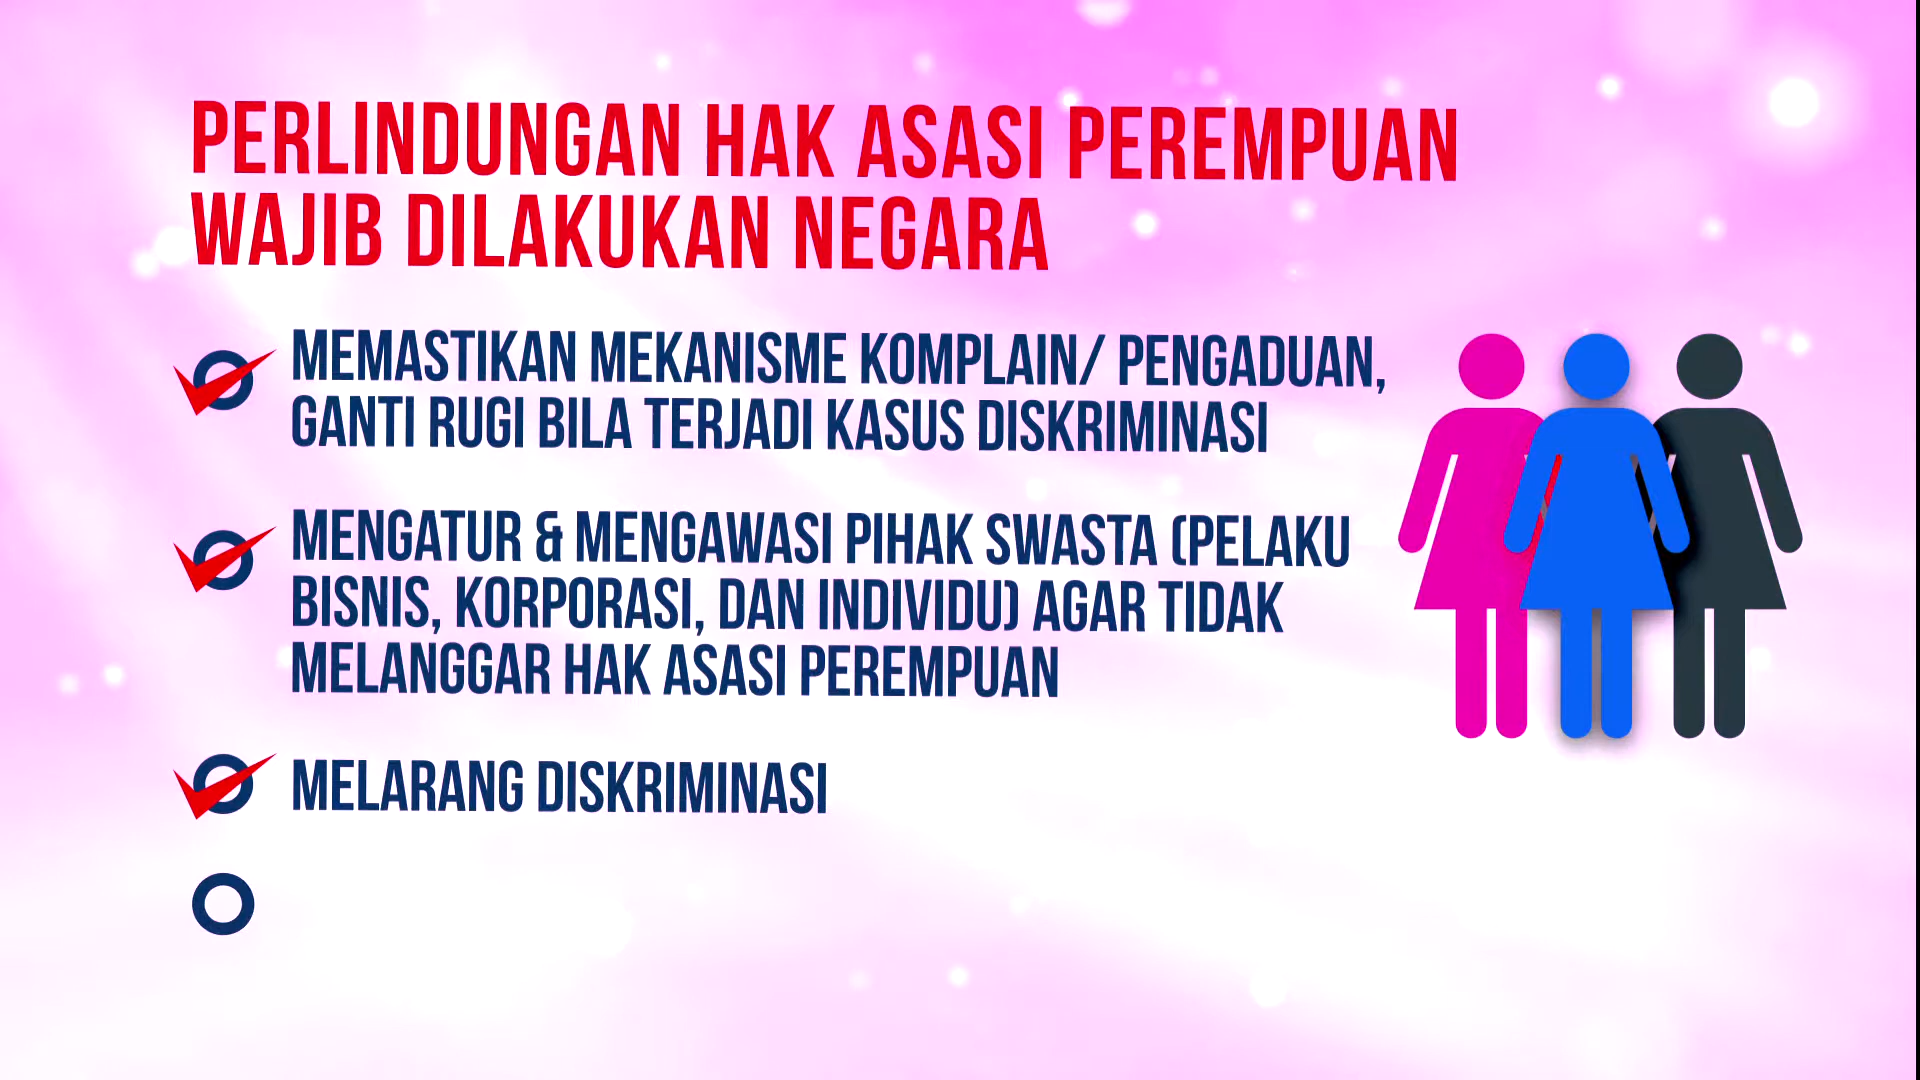 PERLINDUNGAN HAK ASASI PEREMPUAN
WAJIB DILAKUKAN NEGARA
MEMASTIKAN MEKANISME KOMPLAIN/ PENGADUAN,
GANTI RUGI BILA TERJADI KASUS DISKRIMINASI
MENGATUR & MENGAWASI PIHAK SWASTA (PELAKU
BISNIS, KORPORASI, DAN INDIVIDU) AGAR TIDAK
MELANGGAR HAK ASASI PEREMPUAN
MELARANG DISKRIMINASI